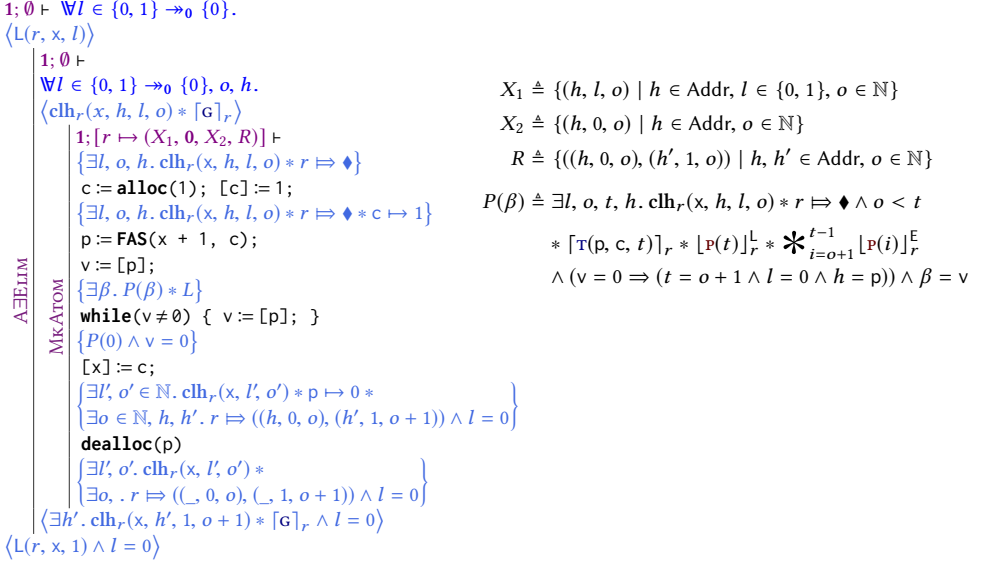 1; ∅ ⊢ ∀l ∈ {0, 1} ↠₀ {0}.
⟨L(r, x, l)⟩
A∃ELIM
1; ∅ ⊢
∀l ∈ {0, 1} ↠₀ {0}, o, h.
⟨clhᵣ(x, h, l, o) ∗ ⌈G⌉ᵣ⟩
MKATOM
1; [r ↦ (X₁, 0, X₂, R)] ⊢
{∃l, o, h. clhᵣ(x, h, l, o) ∗ r ⤇ ♦}
c := alloc(1); [c] := 1;
{∃l, o, h. clhᵣ(x, h, l, o) ∗ r ⤇ ♦ ∗ c ↦ 1}
p := FAS(x + 1, c);
v := [p];
{∃β. P(β) ∗ L}
while(v ≠ 0) { v := [p]; }
{P(0) ∧ v = 0}
[x] := c;
{∃l′, o′ ∈ ℕ. clhᵣ(x, l′, o′) ∗ p ↦ 0 ∗
∃o ∈ ℕ, h, h′. r ⤇ ((h, 0, o), (h′, 1, o + 1)) ∧ l = 0}
dealloc(p)
{∃l′, o′. clhᵣ(x, l′, o′) ∗
∃o, . r ⤇ ((_, 0, o), (_, 1, o + 1)) ∧ l = 0}
⟨∃h′. clhᵣ(x, h′, 1, o + 1) ∗ ⌈G⌉ᵣ ∧ l = 0⟩
⟨L(r, x, 1) ∧ l = 0⟩
X₁ ≜ {(h, l, o) | h ∈ Addr, l ∈ {0, 1}, o ∈ ℕ}
X₂ ≜ {(h, 0, o) | h ∈ Addr, o ∈ ℕ}
R ≜ {((h, 0, o), (h′, 1, o)) | h, h′ ∈ Addr, o ∈ ℕ}
P(β) ≜ ∃l, o, t, h. clhᵣ(x, h, l, o) ∗ r ⤇ ♦ ∧ o < t
∗ ⌈T(p, c, t)⌉ᵣ ∗ ⌊P(t)⌋ᵣᴸ ∗ ✻ᵢ₌ₒ₊₁ᵗ⁻¹ ⌊P(i)⌋ᵣᴱ
∧ (v = 0 ⇒ (t = o + 1 ∧ l = 0 ∧ h = p)) ∧ β = v